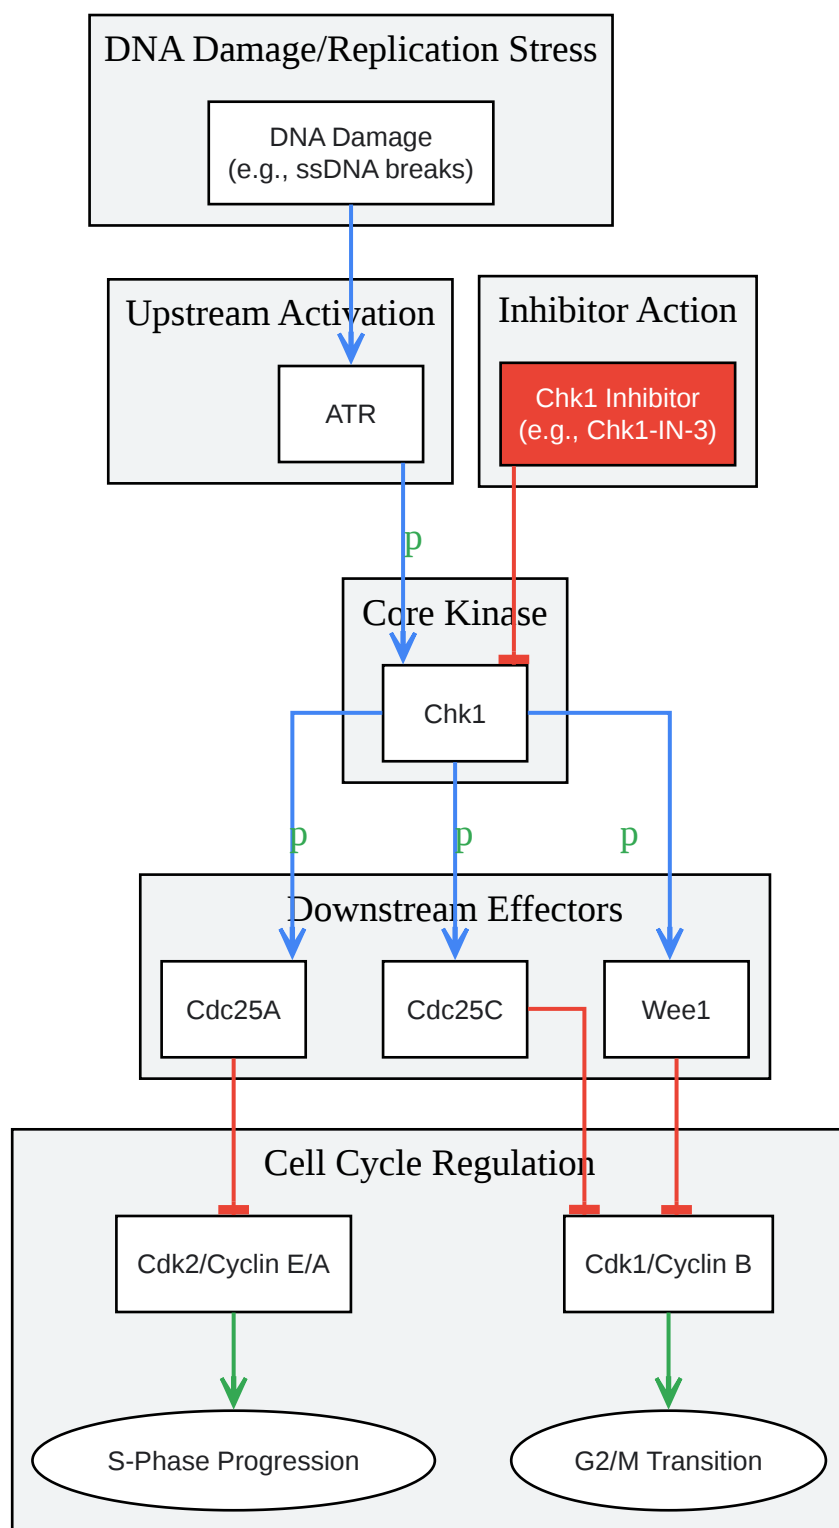 DNA Damage/Replication Stress
DNA Damage
(e.g., ssDNA breaks)
Upstream Activation
ATR
Inhibitor Action
Chk1 Inhibitor
(e.g., Chk1-IN-3)
p
Core Kinase
Chk1
p
p
p
Downstream Effectors
Cdc25A
Cdc25C
Wee1
Cell Cycle Regulation
Cdk2/Cyclin E/A
Cdk1/Cyclin B
S-Phase Progression
G2/M Transition